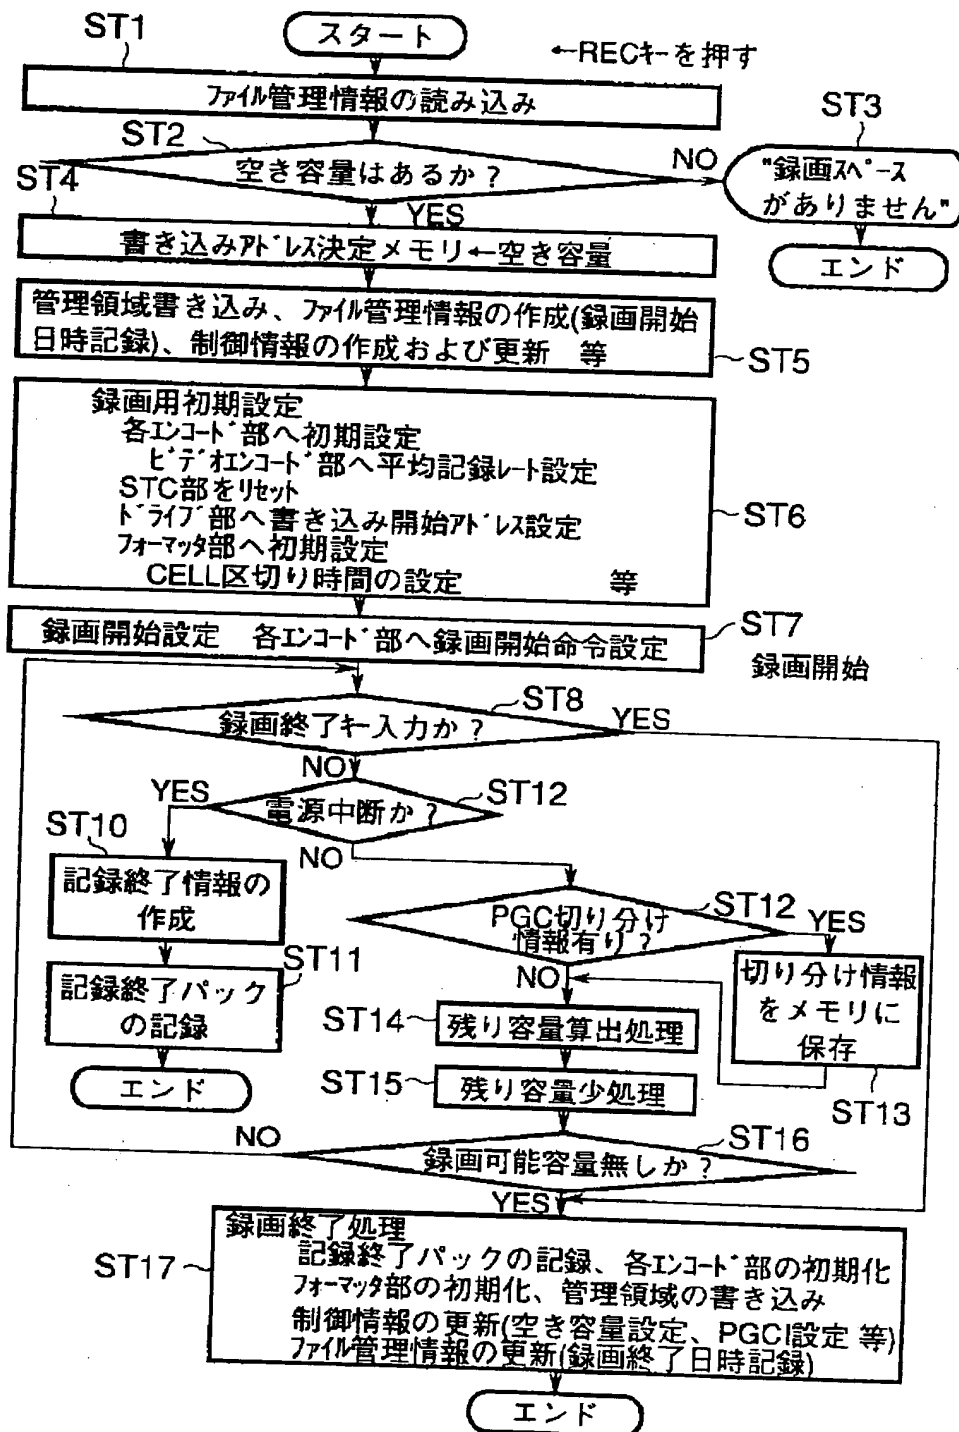 ST1
スタート
←RECキーを押す
ファイル管理情報の読み込み
ST2
空き容量はあるか？
NO
ST3
"録画スペース
がありません"
エンド
YES
ST4
書き込みアドレス決定メモリ←空き容量
管理領域書き込み、ファイル管理情報の作成(録画開始
日時記録)、制御情報の作成および更新　等
ST5
録画用初期設定
各エンコード部へ初期設定
ビデオエンコード部へ平均記録レート設定
STC部をリセット
ドライブ部へ書き込み開始アドレス設定
フォーマッタ部へ初期設定
CELL区切り時間の設定　等
ST6
録画開始設定　各エンコード部へ録画開始命令設定
ST7
録画開始
ST8
録画終了キー入力か？
YES
NO
電源中断か？
ST12
YES
NO
ST10
記録終了情報の
作成
ST11
記録終了パック
の記録
エンド
ST12
PGC切り分け
情報有り？
YES
NO
切り分け情報
をメモリに
保存
ST13
ST14
残り容量算出処理
ST15
残り容量少処理
ST16
録画可能容量無しか？
NO
YES
ST17
録画終了処理
記録終了パックの記録、各エンコード部の初期化
フォーマッタ部の初期化、管理領域の書き込み
制御情報の更新(空き容量設定、PGCI設定 等)
ファイル管理情報の更新(録画終了日時記録)
エンド